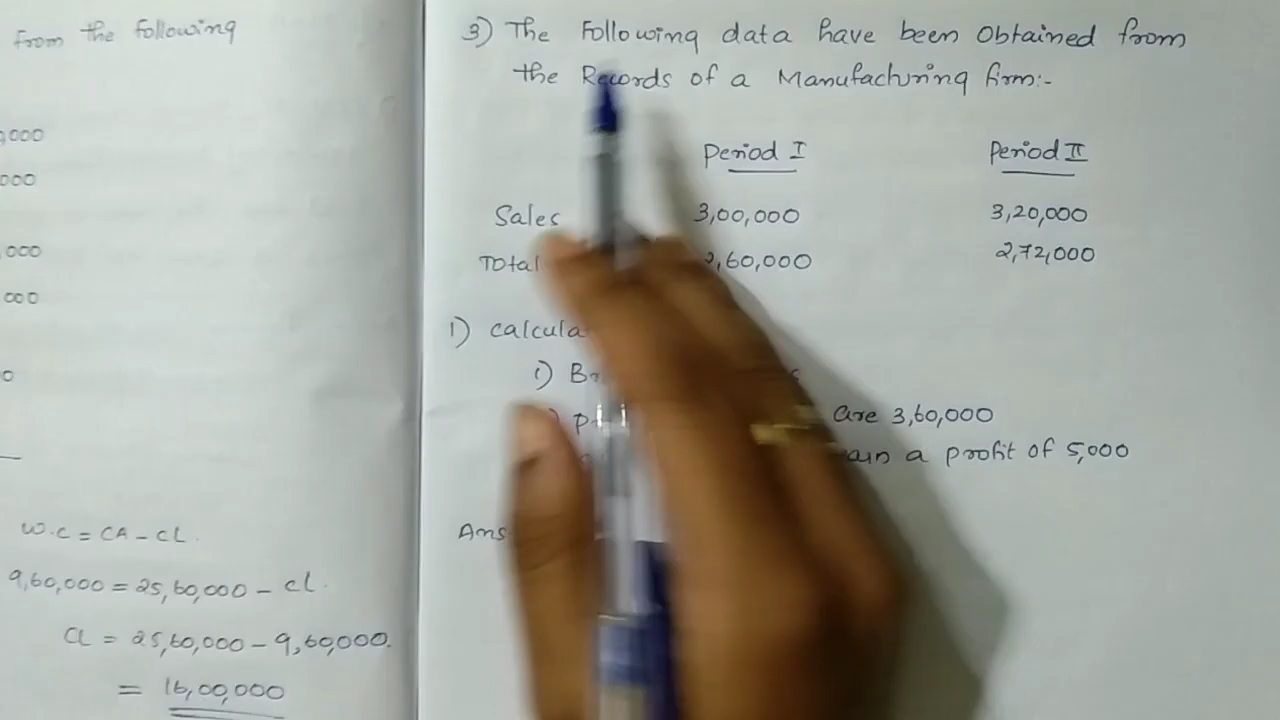 from the following
,000
000
,000
000
0
W.C = CA - CL.
9,60,000 = 25,60,000 - CL.
CL = 25,60,000 - 9,60,000.
= 16,00,000
3) The Following data have been Obtained from
the Records of a Manufacturing firm:-
Period I Period II
Sales 3,00,000 3,20,000
Total ,60,000 2,72,000
1) Calcula
i) B
P are 3,60,000
a profit of 5,000
Ans